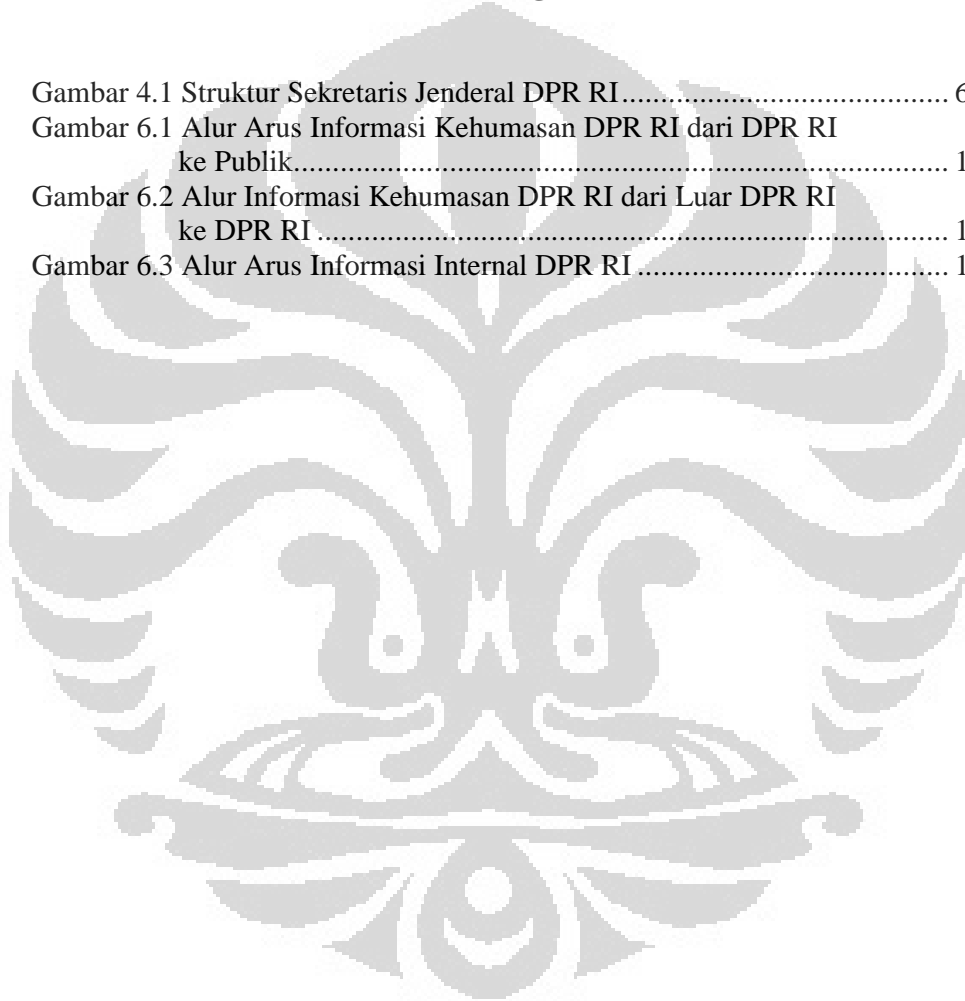 Gambar 4.1 Struktur Sekretaris Jenderal DPR RI........................................... 6
Gambar 6.1 Alur Arus Informasi Kehumasan DPR RI dari DPR RI
ke Publik...................................................................................... 1
Gambar 6.2 Alur Informasi Kehumasan DPR RI dari Luar DPR RI
ke DPR RI ................................................................................... 1
Gambar 6.3 Alur Arus Informasi Internal DPR RI ......................................... 1